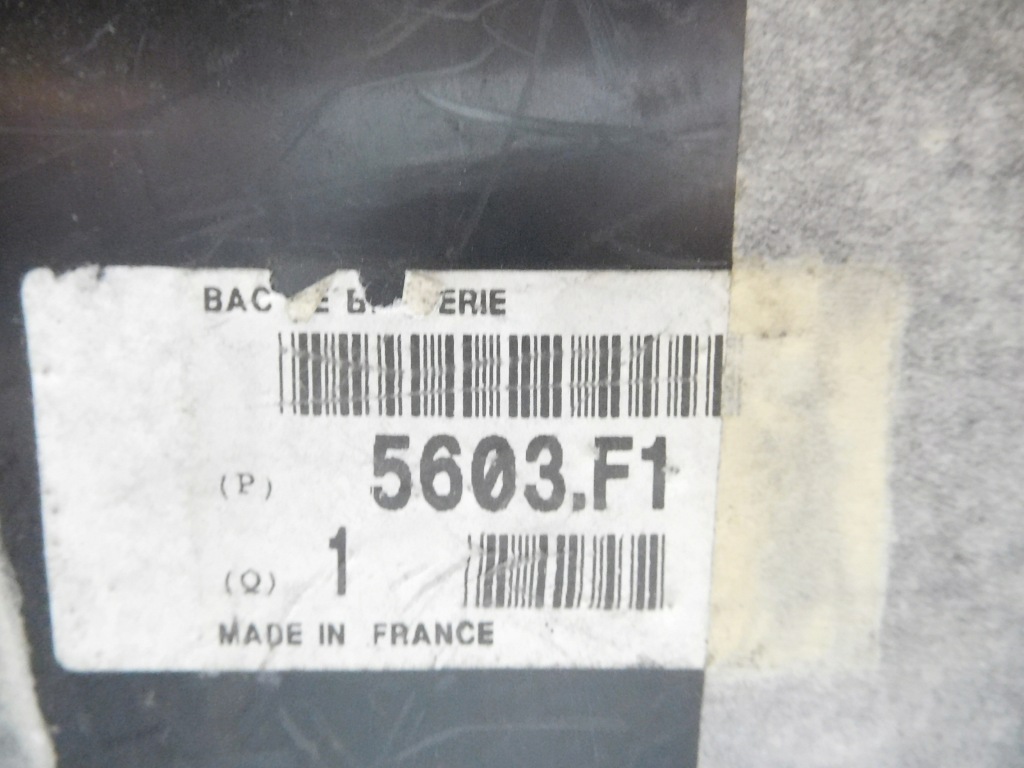 BAC
5603.F1
(P)
(Q) 1
MADE IN FRANCE